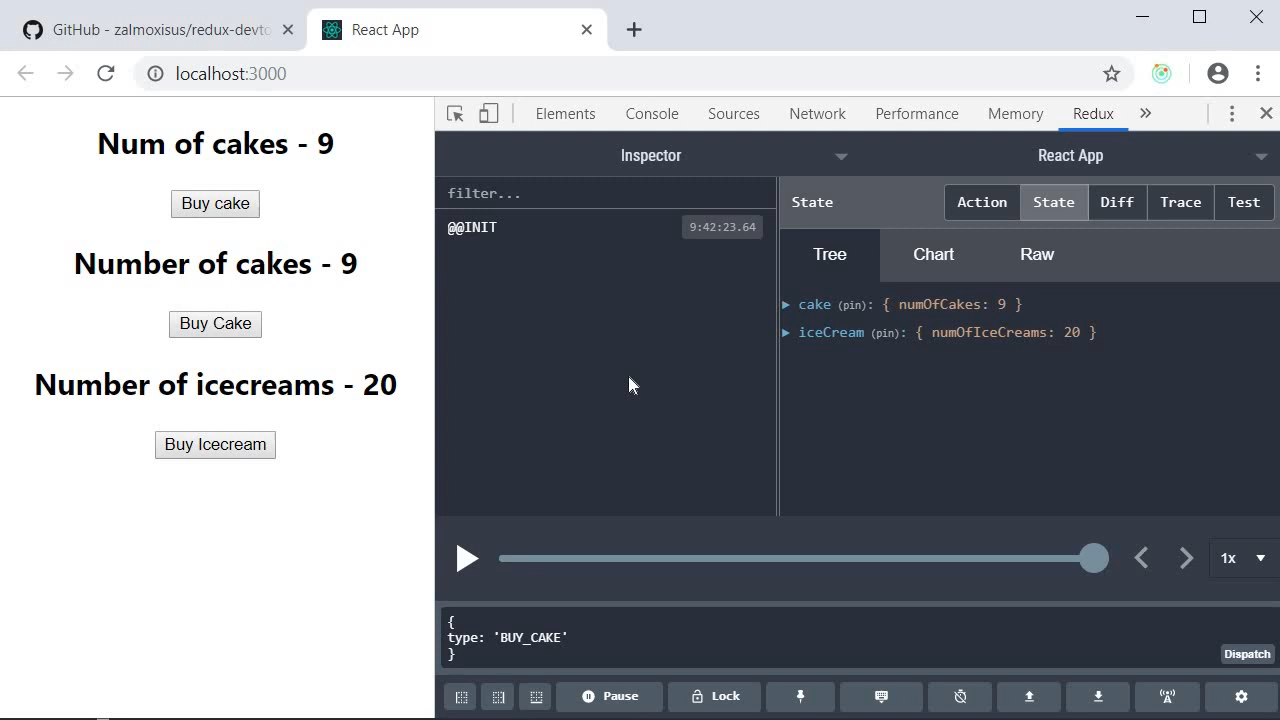 GitHub - zalmoxisus/redux-devto
React App
localhost:3000
Elements
Console
Sources
Network
Performance
Memory
Redux
Num of cakes - 9
Buy cake
Number of cakes - 9
Buy Cake
Number of icecreams - 20
Buy Icecream
Inspector
React App
filter...
@@INIT
9:42:23.64
State
Action
State
Diff
Trace
Test
Tree
Chart
Raw
cake (pin): { numOfCakes: 9 }
iceCream (pin): { numOfIceCreams: 20 }
1x
{
type: 'BUY_CAKE'
}
Dispatch
Pause
Lock